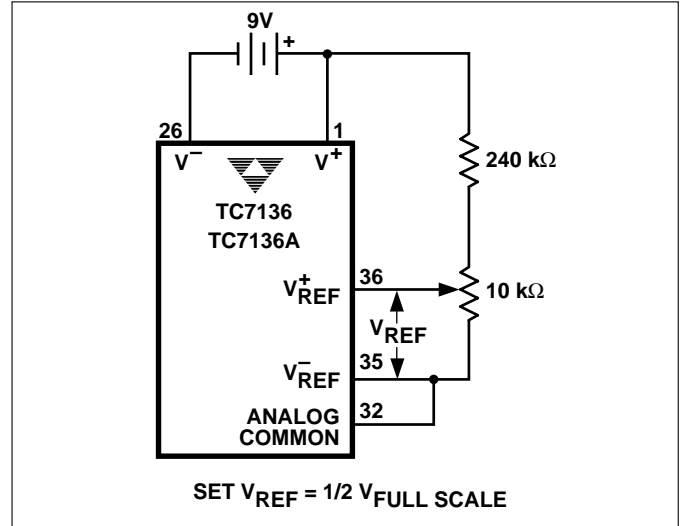 9V
+
26
1
V–
V+
240 kΩ
TC7136
TC7136A
36
V+REF
10 kΩ
VREF
35
V–REF
ANALOG
32
COMMON
SET VREF = 1/2 VFULL SCALE